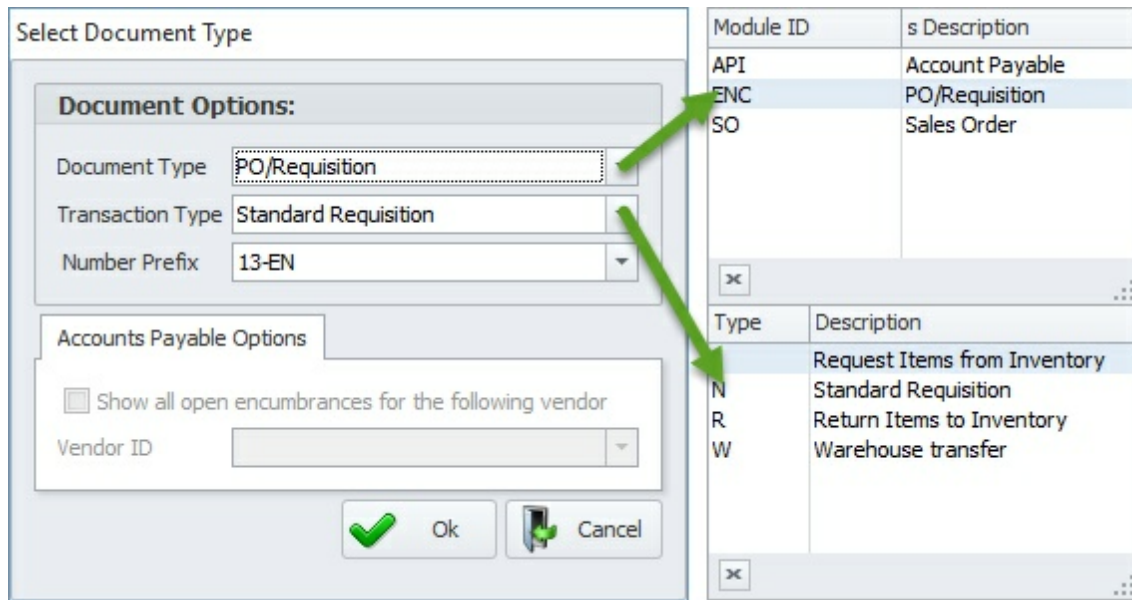 Select Document Type
Document Options:
Document Type PO/Requisition
Transaction Type Standard Requisition
Number Prefix 13-EN
Accounts Payable Options
Show all open encumbrances for the following vendor
Vendor ID
Ok Cancel
Module ID s Description
API Account Payable
ENC PO/Requisition
SO Sales Order
Type Description
Request Items from Inventory
N Standard Requisition
R Return Items to Inventory
W Warehouse transfer